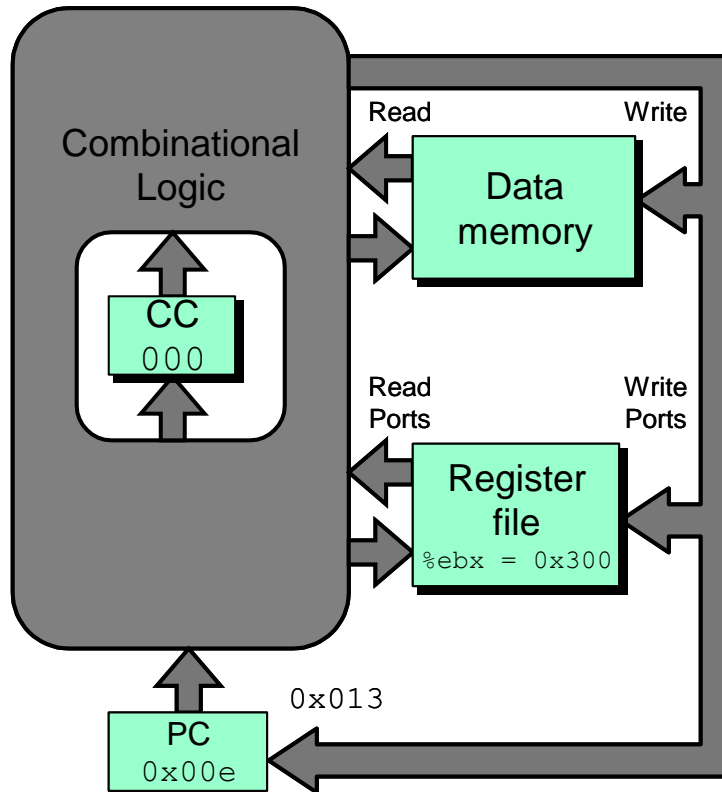 Combinational
Logic
CC
000
Read
Write
Data
memory
Read
Ports
Write
Ports
Register
file
%ebx = 0x300
0x013
PC
0x00e